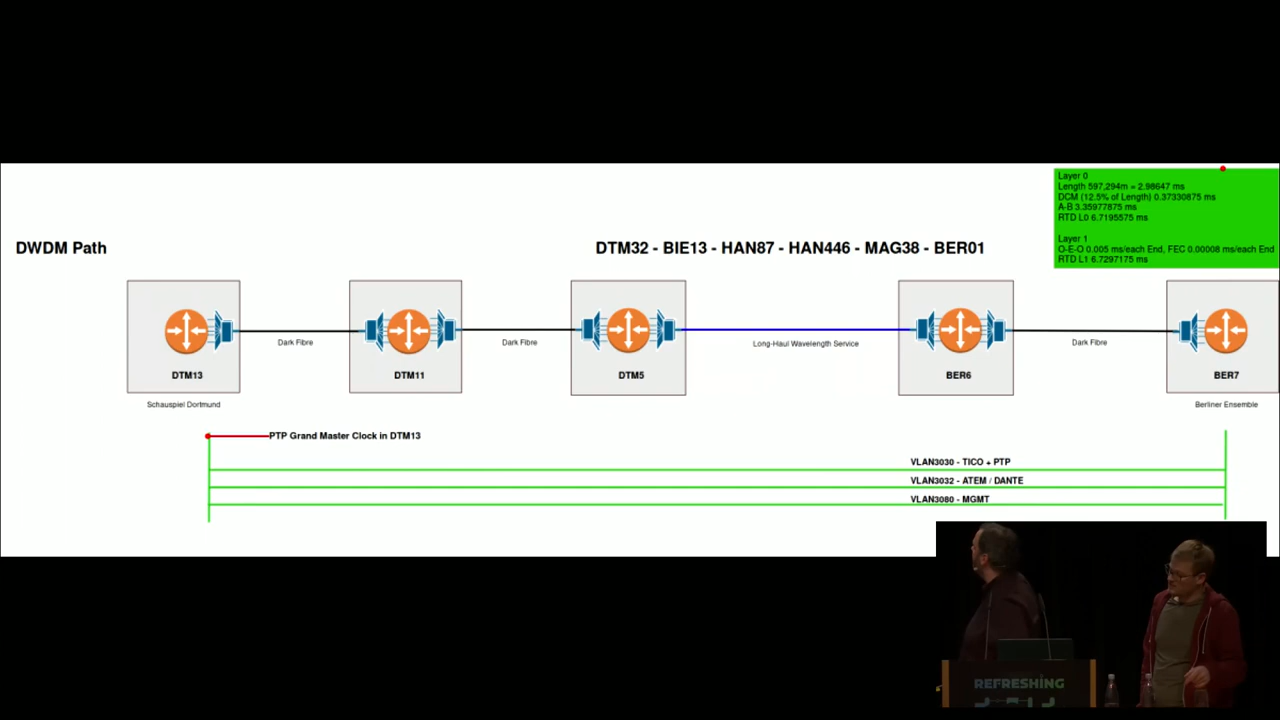 Layer 0
Length 597,294m = 2.98647 ms
DCM (12.5% of Length) 0.37330875 ms
A-B 3.35977875 ms
RTD L0 6.7195575 ms
Layer 1
O-E-O 0.005 ms/each End, FEC 0.00008 ms/each End
RTD L1 6.7297175 ms
DWDM Path
DTM32 - BIE13 - HAN87 - HAN446 - MAG38 - BER01
Dark Fibre
Dark Fibre
Long-Haul Wavelength Service
Dark Fibre
DTM13
DTM11
DTM5
BER6
BER7
Schauspiel Dortmund
Berliner Ensemble
PTP Grand Master Clock in DTM13
VLAN3030 - TICO + PTP
VLAN3032 - ATEM / DANTE
VLAN3080 - MGMT
REFRESHING